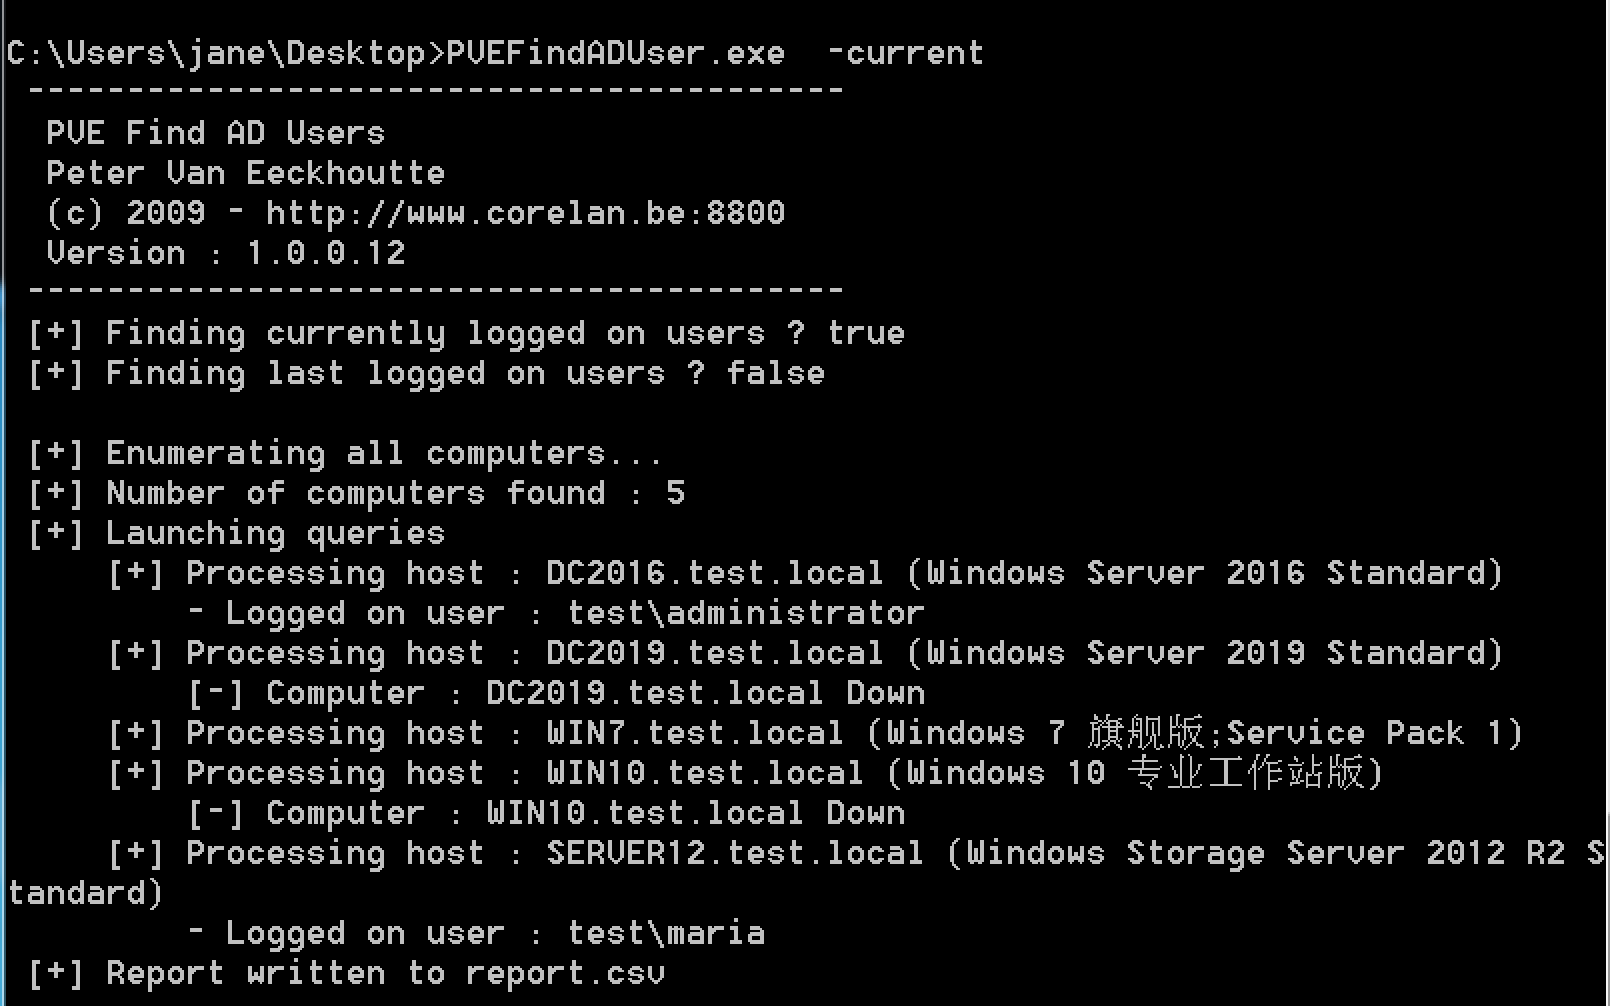 C:\Users\jane\Desktop>PVEFindADUser.exe  -current
-----------------------------------------
PVE Find AD Users
Peter Van Eeckhoutte
(c) 2009 - http://www.corelan.be:8800
Version : 1.0.0.12
-----------------------------------------
[+] Finding currently logged on users ? true
[+] Finding last logged on users ? false
[+] Enumerating all computers...
[+] Number of computers found : 5
[+] Launching queries
[+] Processing host : DC2016.test.local (Windows Server 2016 Standard)
- Logged on user : test\administrator
[+] Processing host : DC2019.test.local (Windows Server 2019 Standard)
[-] Computer : DC2019.test.local Down
[+] Processing host : WIN7.test.local (Windows 7 旗舰版;Service Pack 1)
[+] Processing host : WIN10.test.local (Windows 10 专业工作站版)
[-] Computer : WIN10.test.local Down
[+] Processing host : SERVER12.test.local (Windows Storage Server 2012 R2 S
tandard)
- Logged on user : test\maria
[+] Report written to report.csv